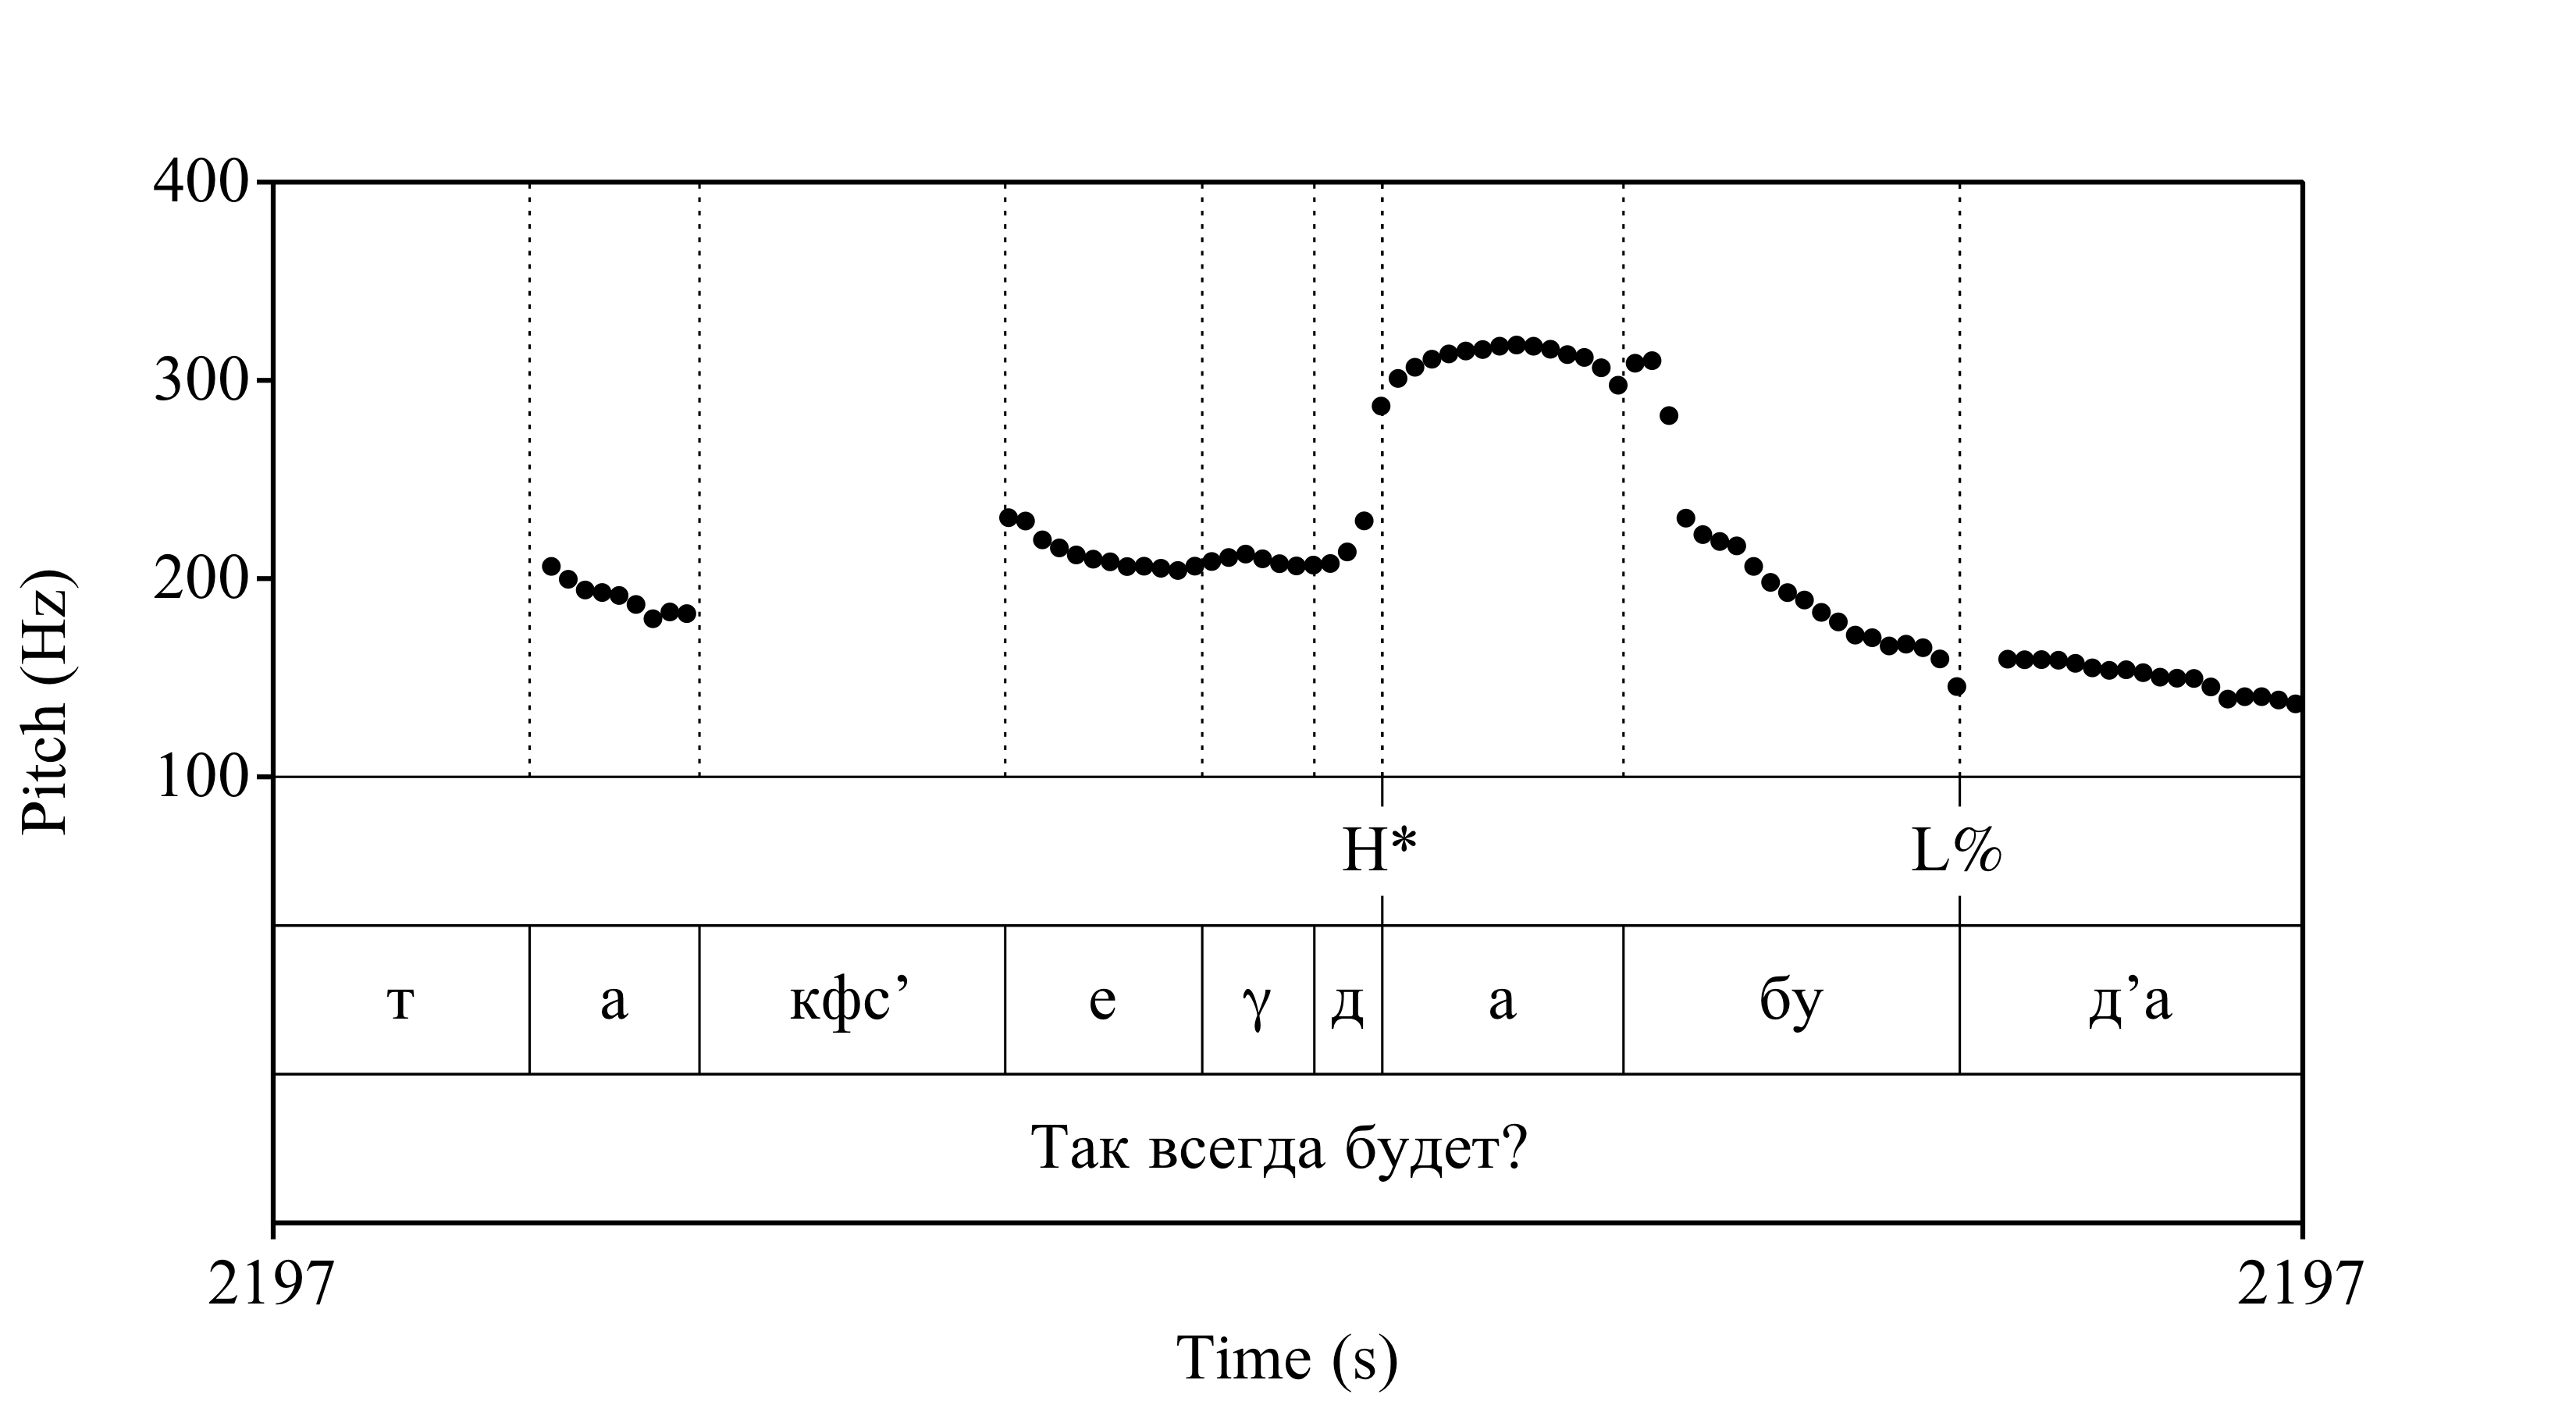 400
300
200
100
Pitch (Hz)
H* L%
т а кфс’ е γ д а бу д’а
Так всегда будет?
2197 2197
Time (s)